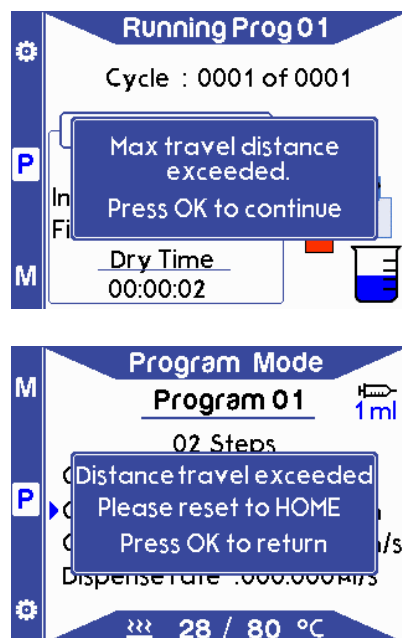 Running Prog 01
Cycle : 0001 of 0001
Max travel distance
exceeded.
Press OK to continue
P
In
Fi
Dry Time
M
00:00:02
Program Mode
M
Program 01
1 ml
02 Steps
Distance travel exceeded
P
Please reset to HOME
Press OK to return
/s
Dispense rate :000.000µl/s
28 / 80 °C